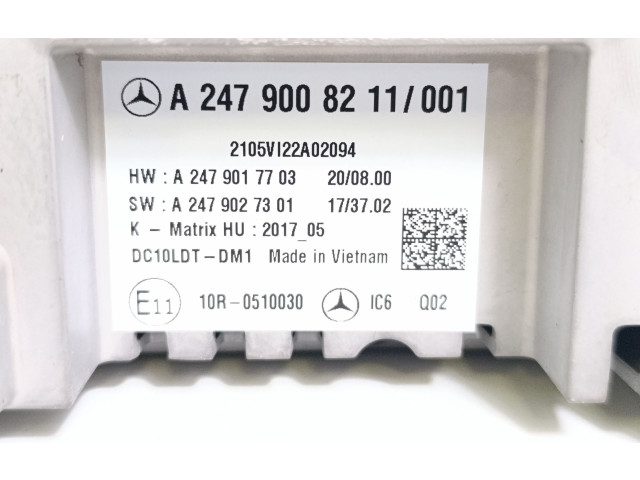 A 247 900 82 11/001
2105VI22A02094
HW : A 247 901 77 03 20/08.00
SW : A 247 902 73 01 17/37.02
K - Matrix HU : 2017_05
DC10LDT-DM1 Made in Vietnam
E11 10R-0510030 IC6 Q02